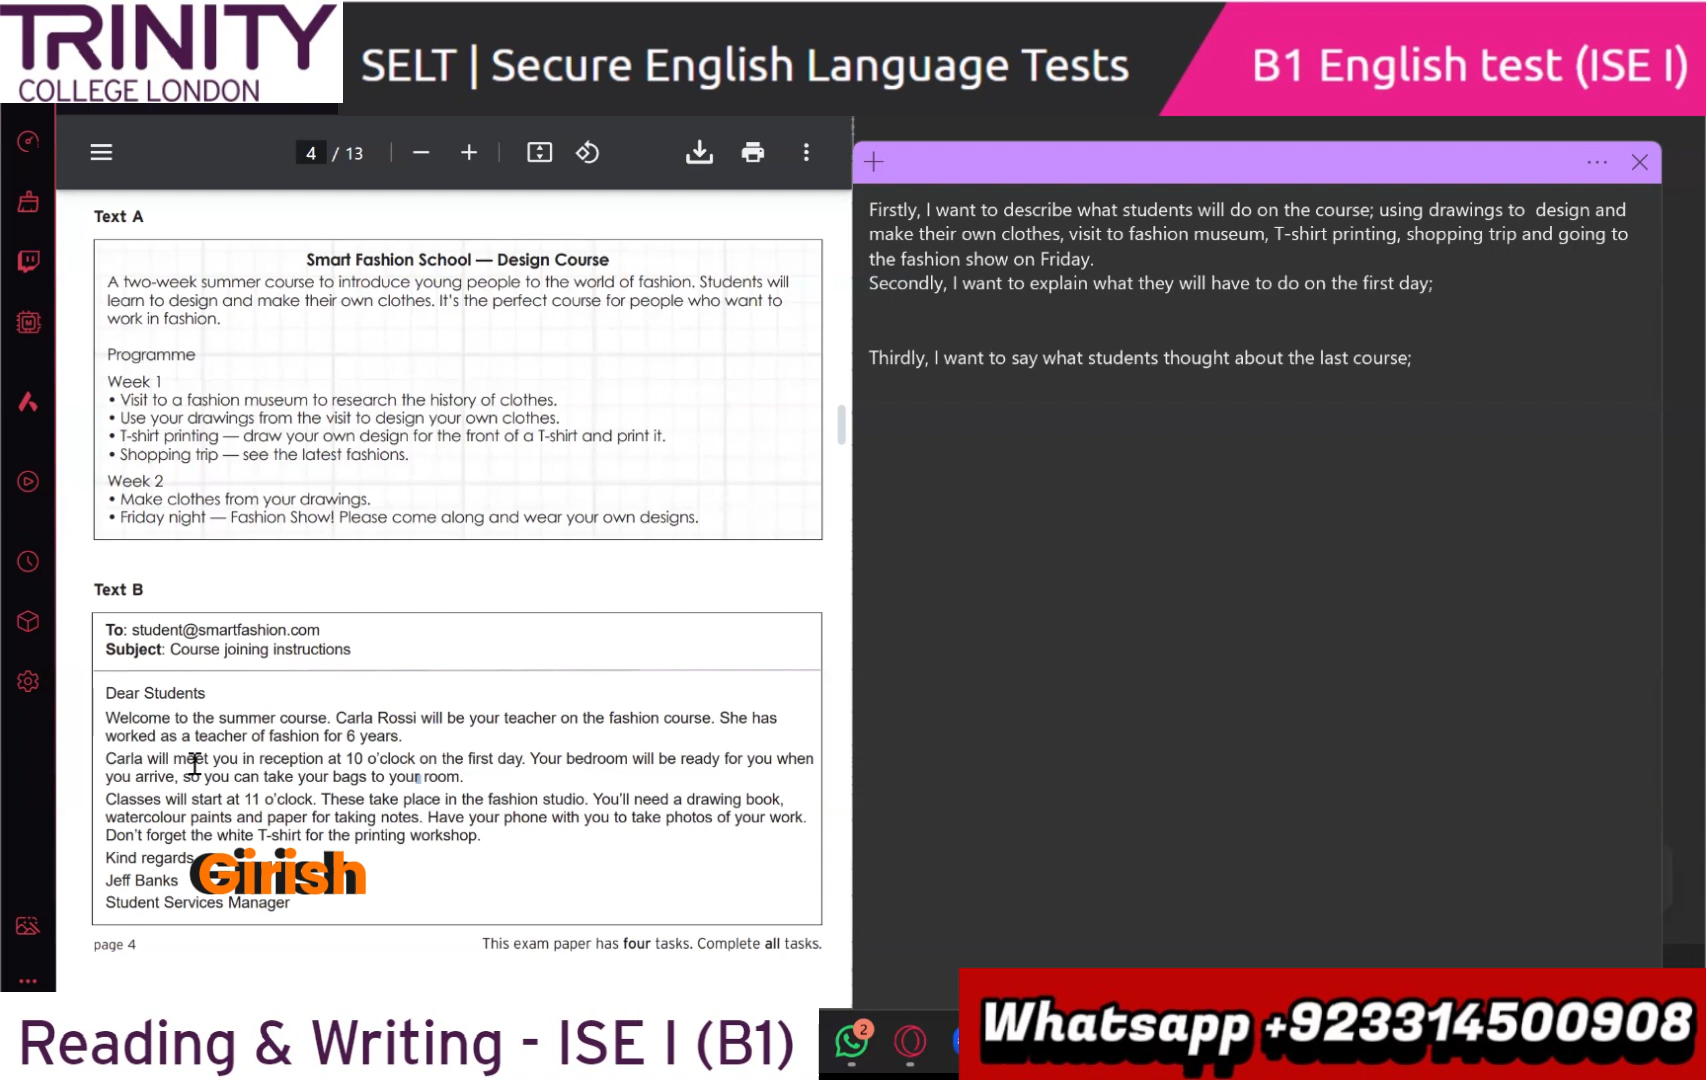 TRINITY
COLLEGE LONDON
SELT | Secure English Language Tests
B1 English test (ISE I)
4 / 13
Text A
Smart Fashion School — Design Course
A two-week summer course to introduce young people to the world of fashion. Students will
learn to design and make their own clothes. It's the perfect course for people who want to
work in fashion.
Programme
Week 1
• Visit to a fashion museum to research the history of clothes.
• Use your drawings from the visit to design your own clothes.
• T-shirt printing — draw your own design for the front of a T-shirt and print it.
• Shopping trip — see the latest fashions.
Week 2
• Make clothes from your drawings.
• Friday night — Fashion Show! Please come along and wear your own designs.
Text B
To: student@smartfashion.com
Subject: Course joining instructions
Dear Students
Welcome to the summer course. Carla Rossi will be your teacher on the fashion course. She has
worked as a teacher of fashion for 6 years.
Carla will meet you in reception at 10 o'clock on the first day. Your bedroom will be ready for you when
you arrive, so you can take your bags to your room.
Classes will start at 11 o'clock. These take place in the fashion studio. You'll need a drawing book,
watercolour paints and paper for taking notes. Have your phone with you to take photos of your work.
Don't forget the white T-shirt for the printing workshop.
Kind regards
Girish
Jeff Banks
Student Services Manager
page 4
This exam paper has four tasks. Complete all tasks.
Firstly, I want to describe what students will do on the course; using drawings to  design and
make their own clothes, visit to fashion museum, T-shirt printing, shopping trip and going to
the fashion show on Friday.
Secondly, I want to explain what they will have to do on the first day;
Thirdly, I want to say what students thought about the last course;
Reading & Writing - ISE I (B1)
2
Whatsapp +923314500908